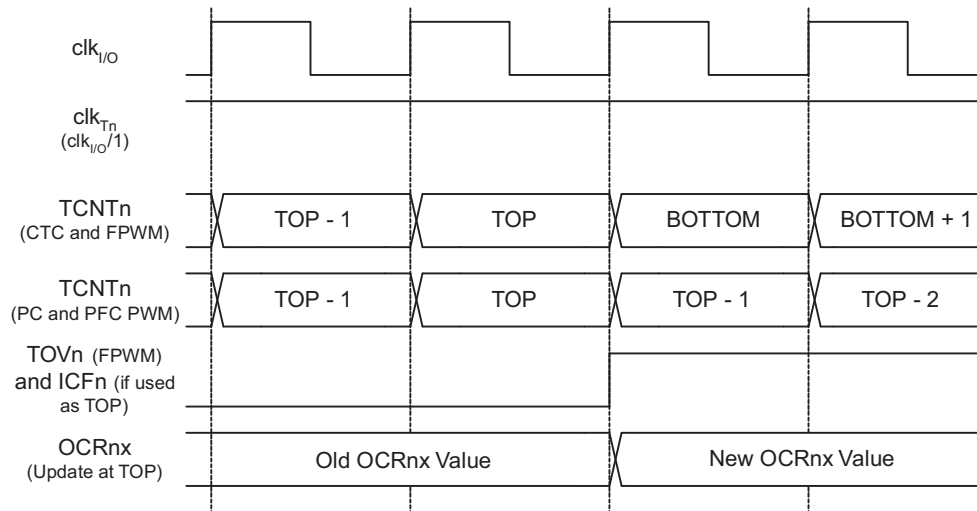 clkI/O
clkTn
(clkI/O/1)
TCNTn
(CTC and FPWM)
TOP - 1
TOP
BOTTOM
BOTTOM + 1
TCNTn
(PC and PFC PWM)
TOP - 1
TOP
TOP - 1
TOP - 2
TOVn (FPWM)
and ICFn (if used
as TOP)
OCRnx
(Update at TOP)
Old OCRnx Value
New OCRnx Value